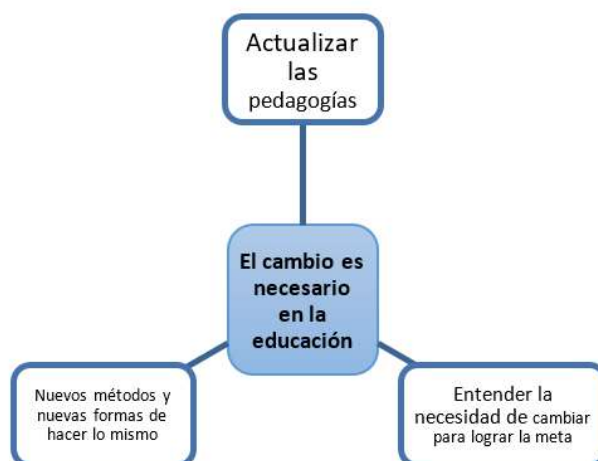 Actualizar
las
pedagogías
El cambio es
necesario
en la
educación
Nuevos métodos y
nuevas formas de
hacer lo mismo
Entender la
necesidad de cambiar
para lograr la meta